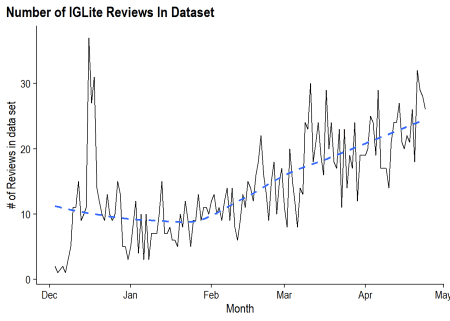 Number of IGLite Reviews In Dataset
# of Reviews in data set
30
20
10
0
Dec
Jan
Feb
Mar
Apr
May
Month